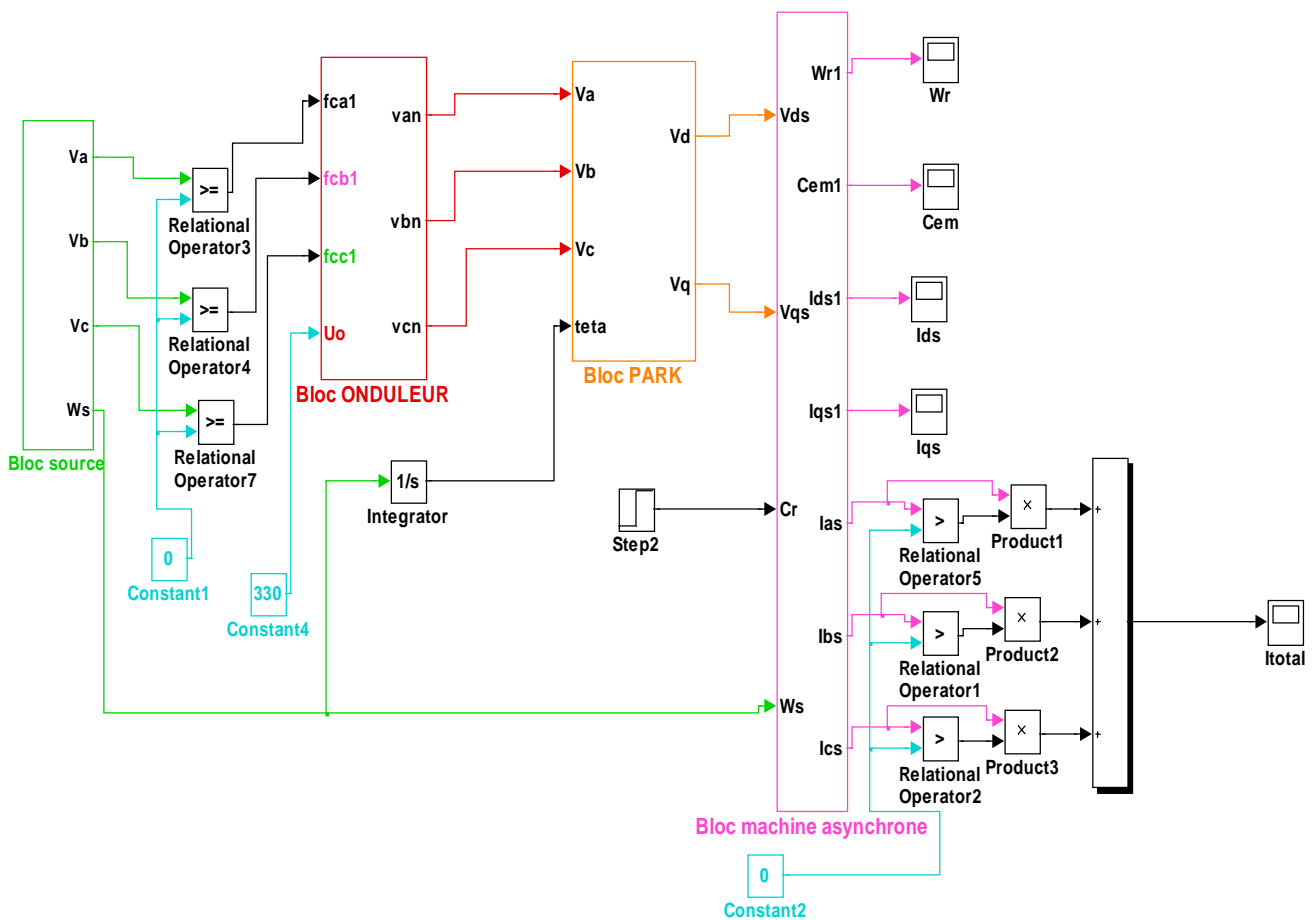 Va
Vb
Vc
Ws
Bloc source
>=
Relational
Operator3
>=
Relational
Operator4
>=
Relational
Operator7
0
Constant1
330
Constant4
fca1
fcb1
fcc1
Uo
van
vbn
vcn
Bloc ONDULEUR
1/s
Integrator
Va
Vb
Vc
teta
Vd
Vq
Bloc PARK
Step2
Vds
Vqs
Cr
Ws
Wr1
Cem1
Ids1
Iqs1
Ias
Ibs
Ics
Bloc machine asynchrone
0
Constant2
Wr
Cem
Ids
Iqs
>
Relational
Operator5
×
Product1
>
Relational
Operator1
×
Product2
>
Relational
Operator2
×
Product3
+
+
+
Itotal